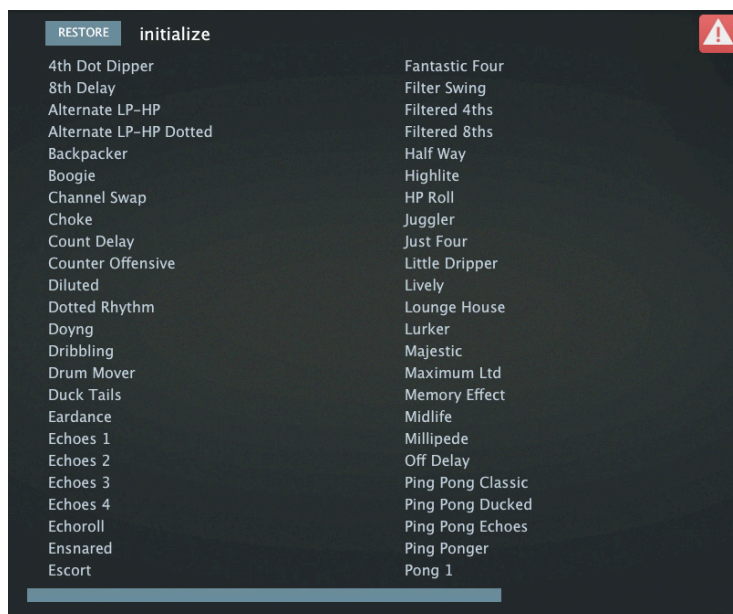 RESTORE initialize
4th Dot Dipper
8th Delay
Alternate LP-HP
Alternate LP-HP Dotted
Backpacker
Boogie
Channel Swap
Choke
Count Delay
Counter Offensive
Diluted
Dotted Rhythm
Doyng
Dribbling
Drum Mover
Duck Tails
Eardance
Echoes 1
Echoes 2
Echoes 3
Echoes 4
Echoroll
Ensnared
Escort
Fantastic Four
Filter Swing
Filtered 4ths
Filtered 8ths
Half Way
Highlite
HP Roll
Juggler
Just Four
Little Dripper
Lively
Lounge House
Lurker
Majestic
Maximum Ltd
Memory Effect
Midlife
Millipede
Off Delay
Ping Pong Classic
Ping Pong Ducked
Ping Pong Echoes
Ping Ponger
Pong 1